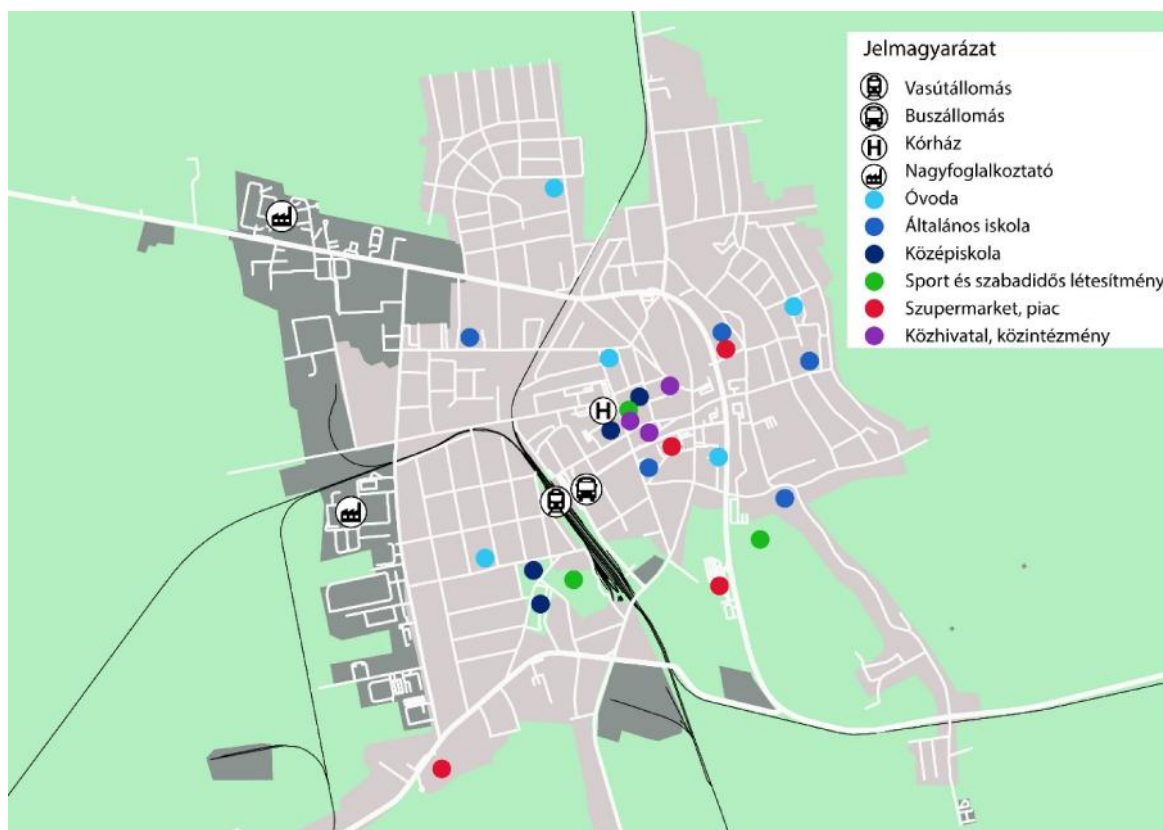 Jelmagyarázat
Vasútállomás
Buszállomás
H Kórház
Nagyfoglalkoztató
Óvoda
Általános iskola
Középiskola
Sport és szabadidős létesítmény
Szupermarket, piac
Közhivatal, közintézmény
H